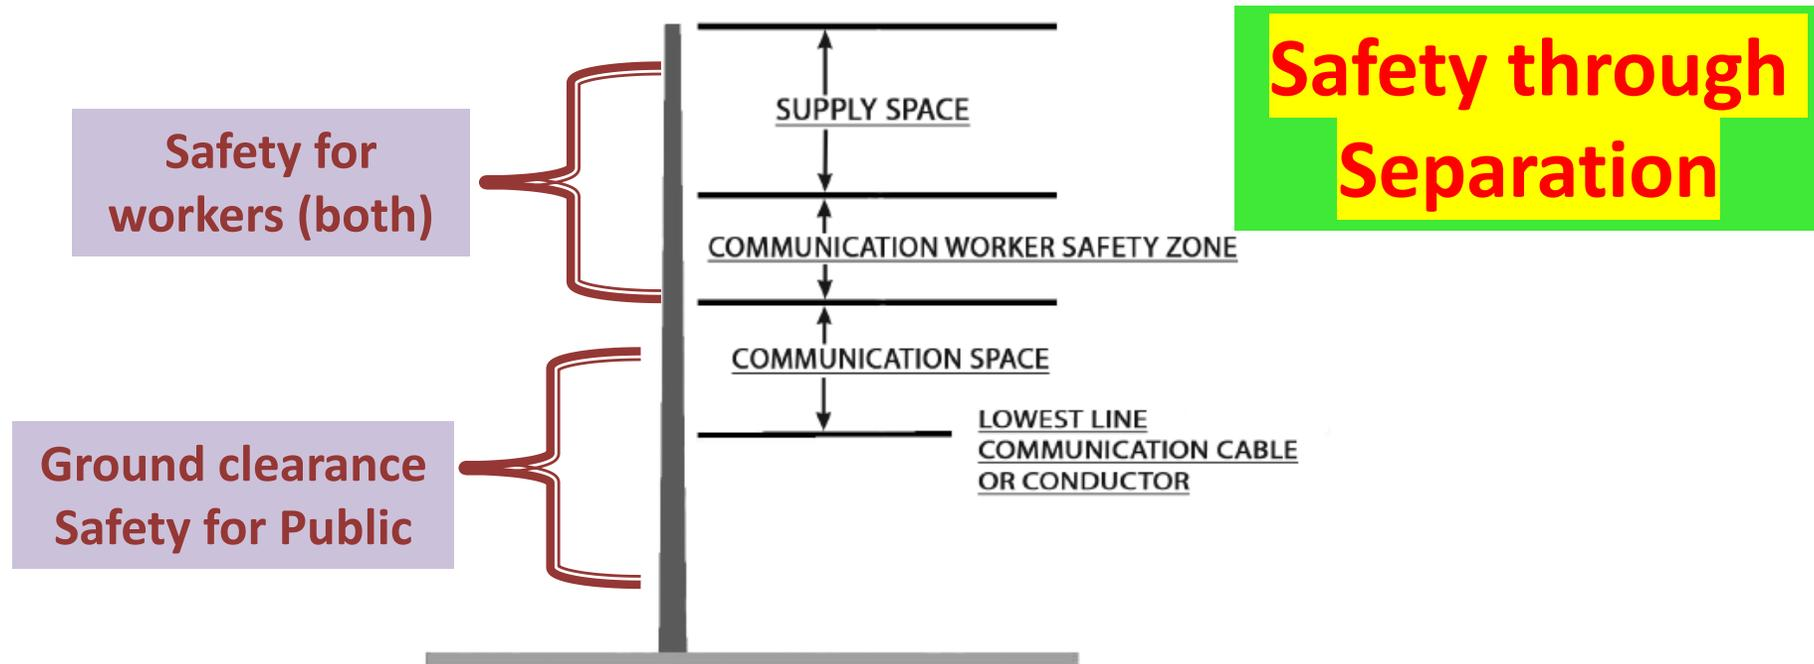 Safety through
Separation
SUPPLY SPACE
Safety for
workers (both)
COMMUNICATION WORKER SAFETY ZONE
COMMUNICATION SPACE
LOWEST LINE
COMMUNICATION CABLE
OR CONDUCTOR
Ground clearance
Safety for Public